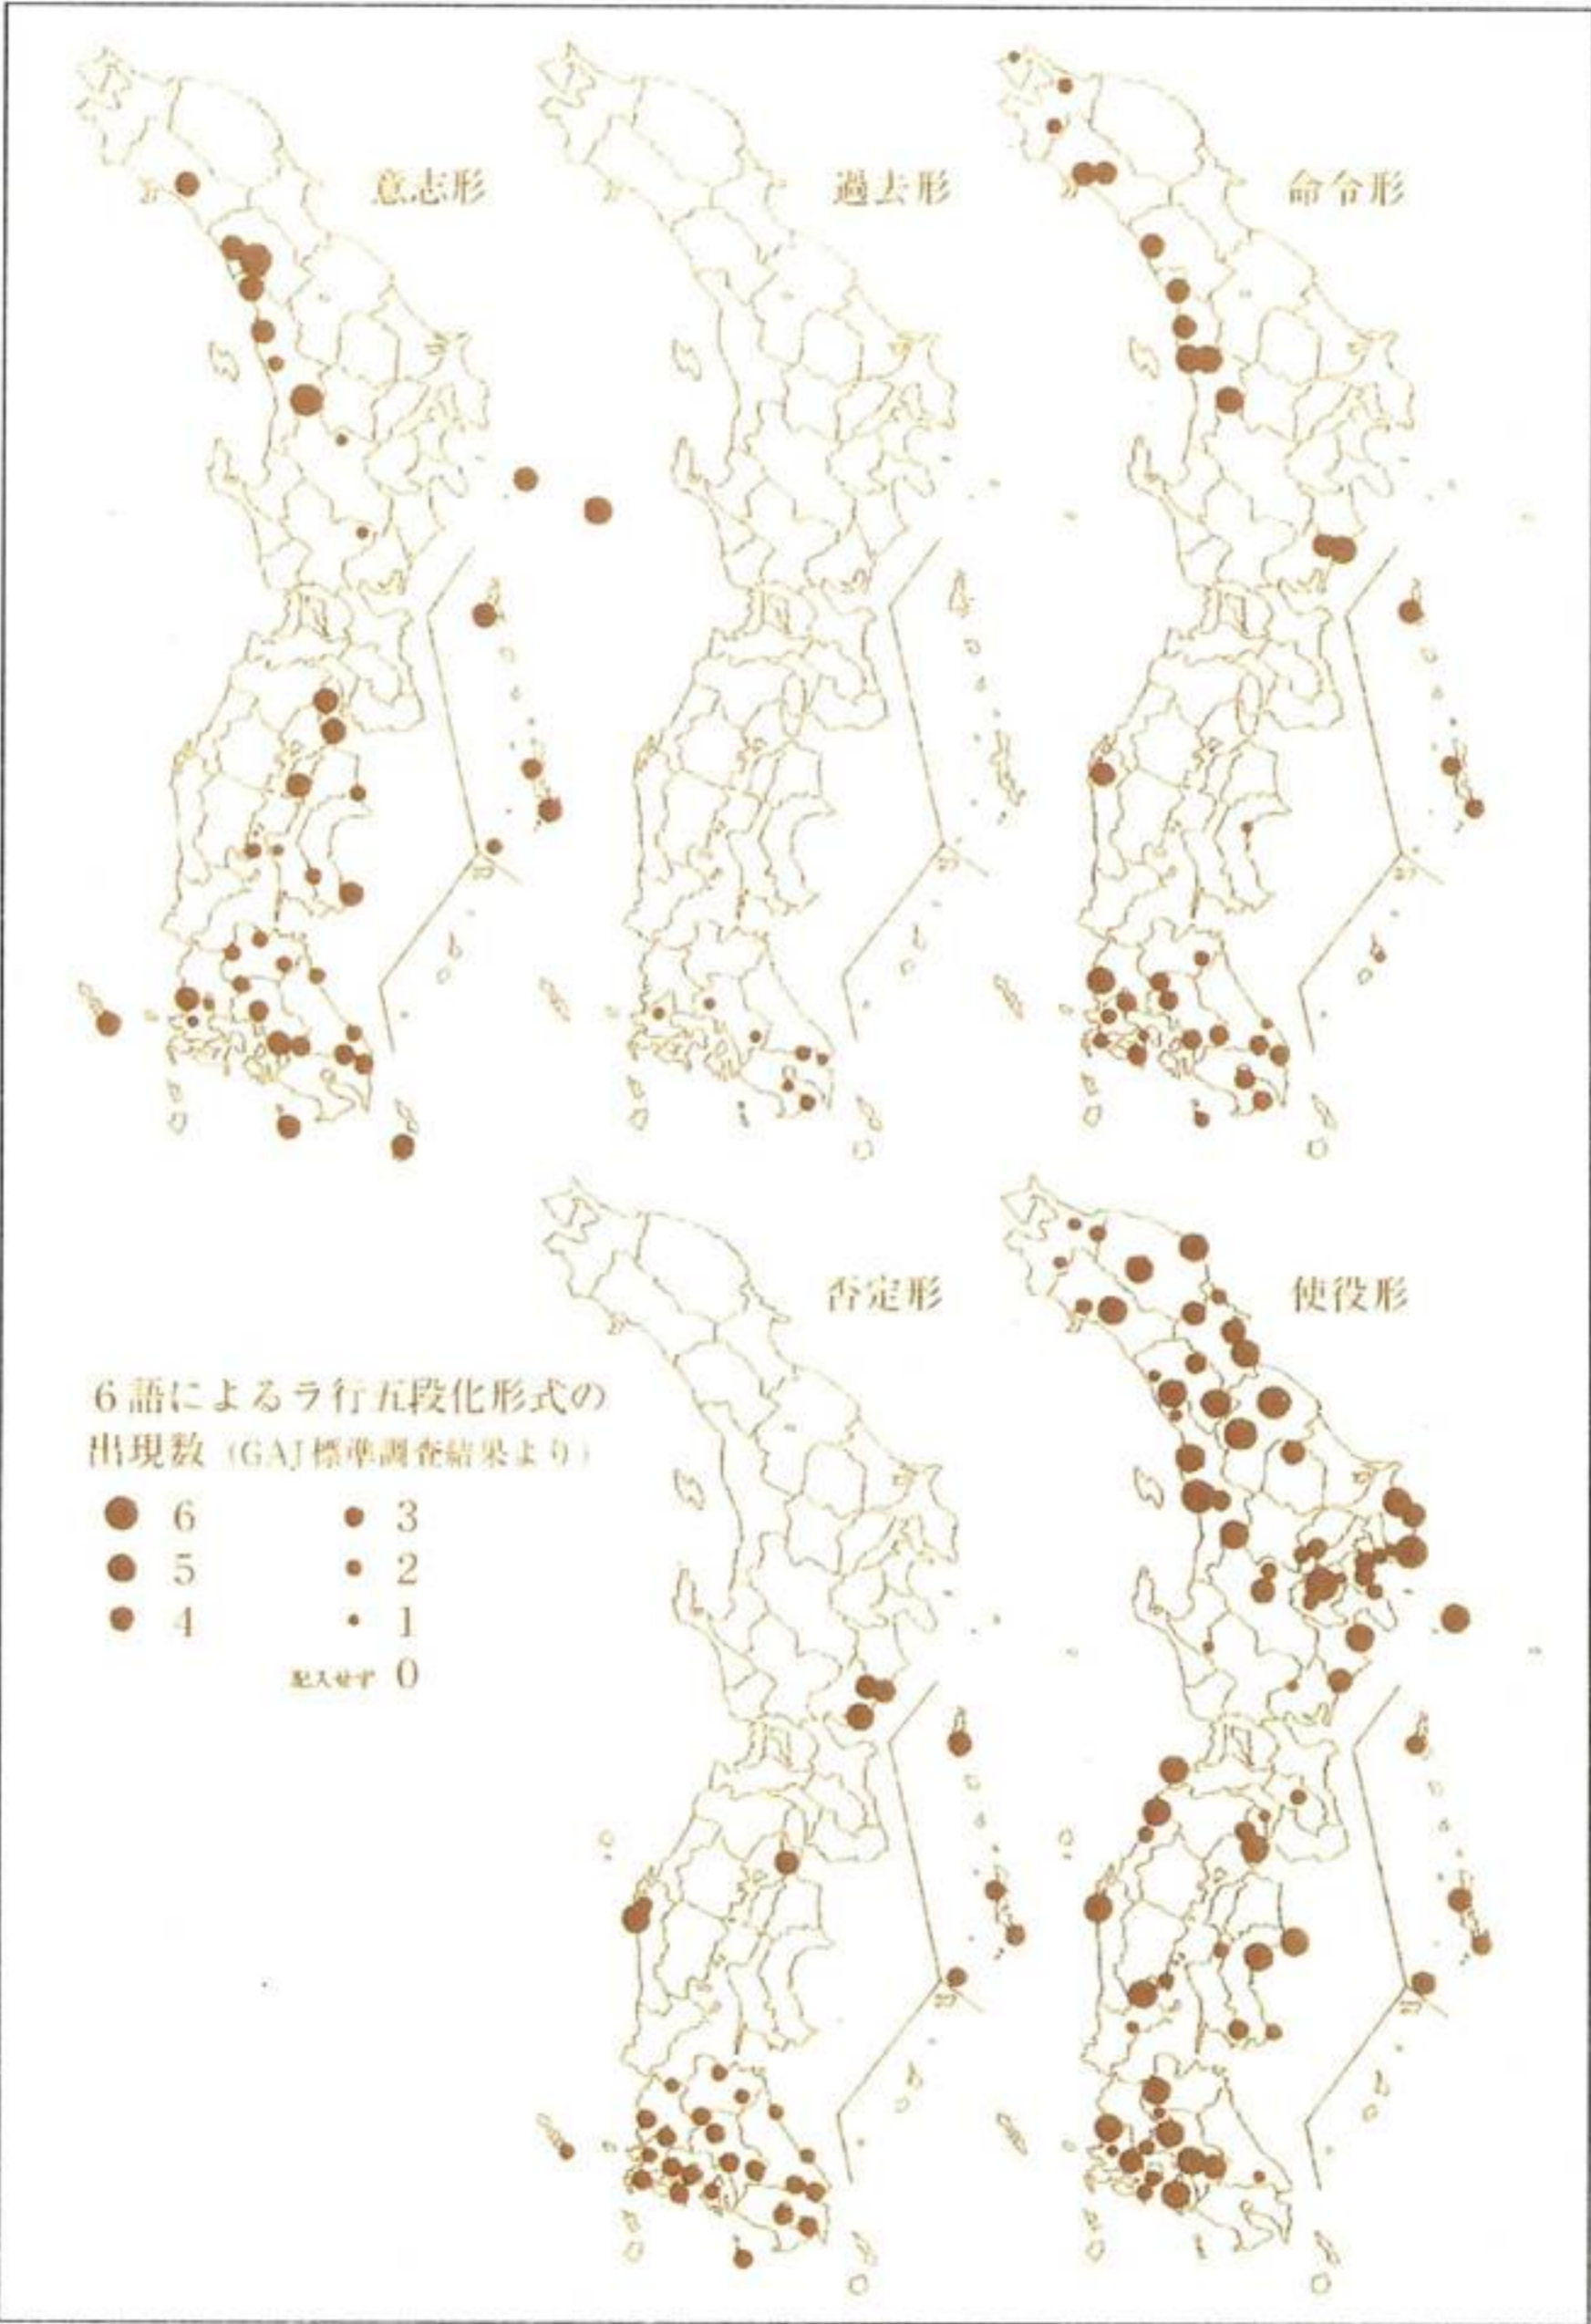 意志形
過去形
命令形
否定形
使役形
6語によるラ行五段化形式の
出現数 (GAJ標準調査結果より)
6 3
5 2
4 1
記入せず 0